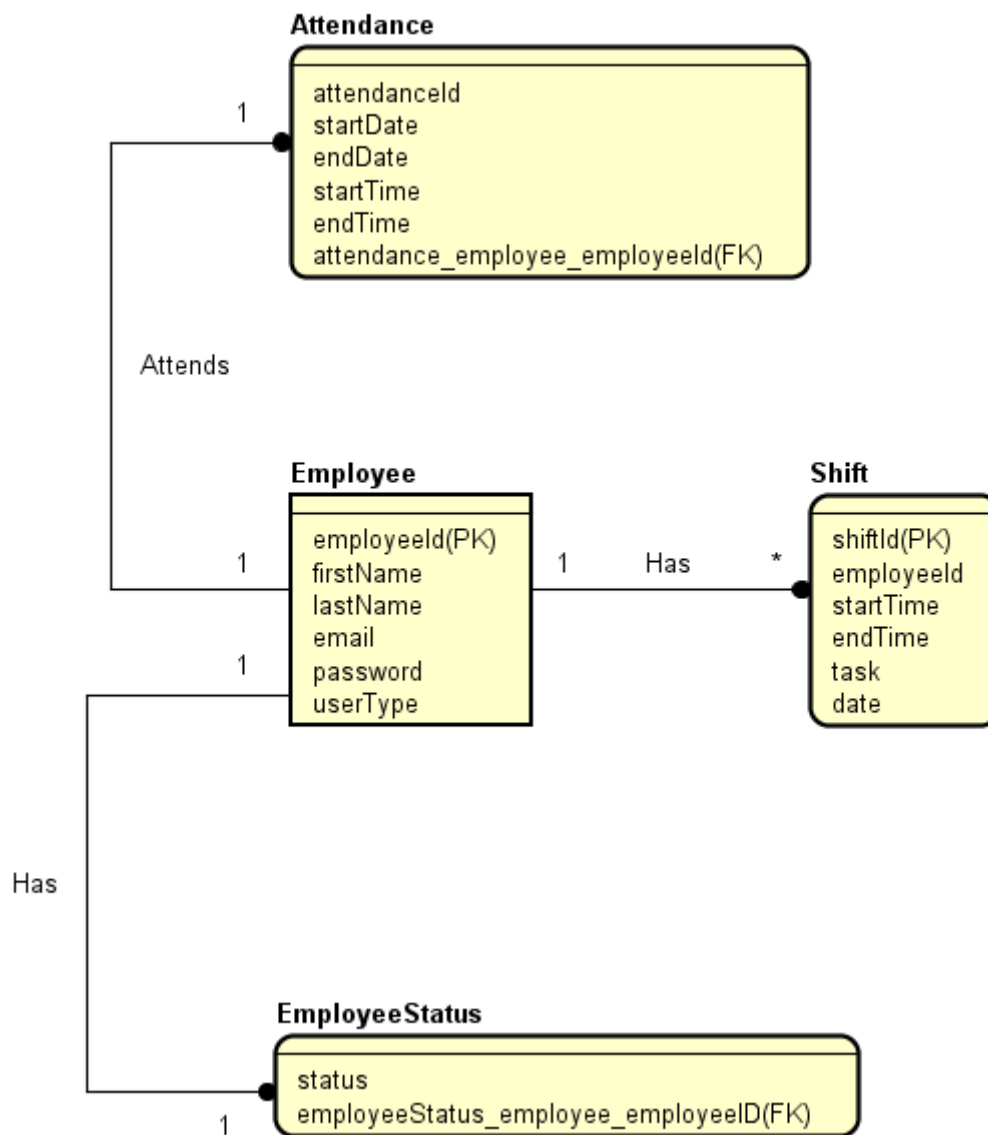 Attendance
attendanceId
startDate
endDate
startTime
endTime
attendance_employee_employeeId(FK)
1
Attends
1
Employee
employeeId(PK)
firstName
lastName
email
password
userType
1
Has
*
Shift
shiftId(PK)
employeeId
startTime
endTime
task
date
1
Has
1
EmployeeStatus
status
employeeStatus_employee_employeeID(FK)